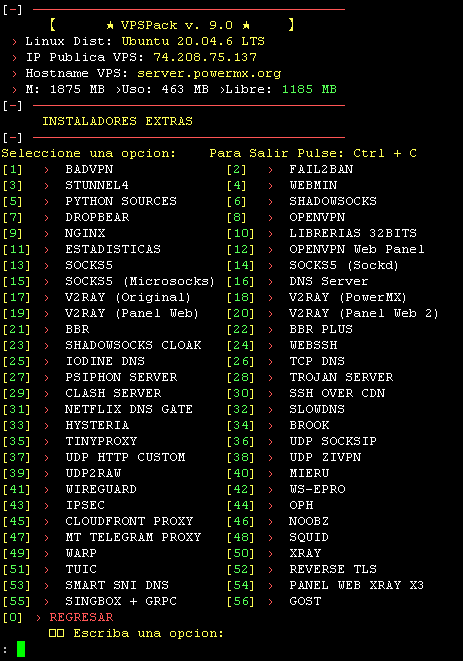 [-] ────────────────────────────────
【 ★ VPSPack v. 9.0 ★ 】
› Linux Dist: Ubuntu 20.04.6 LTS
› IP Publica VPS: 74.208.75.137
› Hostname VPS: server.powermx.org
› M: 1875 MB ›Uso: 463 MB ›Libre: 1185 MB
[-] ────────────────────────────────
INSTALADORES EXTRAS
[-] ────────────────────────────────
Seleccione una opcion: Para Salir Pulse: Ctrl + C
[1] › BADVPN [2] › FAIL2BAN
[3] › STUNNEL4 [4] › WEBMIN
[5] › PYTHON SOURCES [6] › SHADOWSOCKS
[7] › DROPBEAR [8] › OPENVPN
[9] › NGINX [10] › LIBRERIAS 32BITS
[11] › ESTADISTICAS [12] › OPENVPN Web Panel
[13] › SOCKS5 [14] › SOCKS5 (Sockd)
[15] › SOCKS5 (Microsocks) [16] › DNS Server
[17] › V2RAY (Original) [18] › V2RAY (PowerMX)
[19] › V2RAY (Panel Web) [20] › V2RAY (Panel Web 2)
[21] › BBR [22] › BBR PLUS
[23] › SHADOWSOCKS CLOAK [24] › WEBSSH
[25] › IODINE DNS [26] › TCP DNS
[27] › PSIPHON SERVER [28] › TROJAN SERVER
[29] › CLASH SERVER [30] › SSH OVER CDN
[31] › NETFLIX DNS GATE [32] › SLOWDNS
[33] › HYSTERIA [34] › BROOK
[35] › TINYPROXY [36] › UDP SOCKSIP
[37] › UDP HTTP CUSTOM [38] › UDP ZIVPN
[39] › UDP2RAW [40] › MIERU
[41] › WIREGUARD [42] › WS-EPRO
[43] › IPSEC [44] › OPH
[45] › CLOUDFRONT PROXY [46] › NOOBZ
[47] › MT TELEGRAM PROXY [48] › SQUID
[49] › WARP [50] › XRAY
[51] › TUIC [52] › REVERSE TLS
[53] › SMART SNI DNS [54] › PANEL WEB XRAY X3
[55] › SINGBOX + GRPC [56] › GOST
[0] › REGRESAR
Escriba una opcion:
: